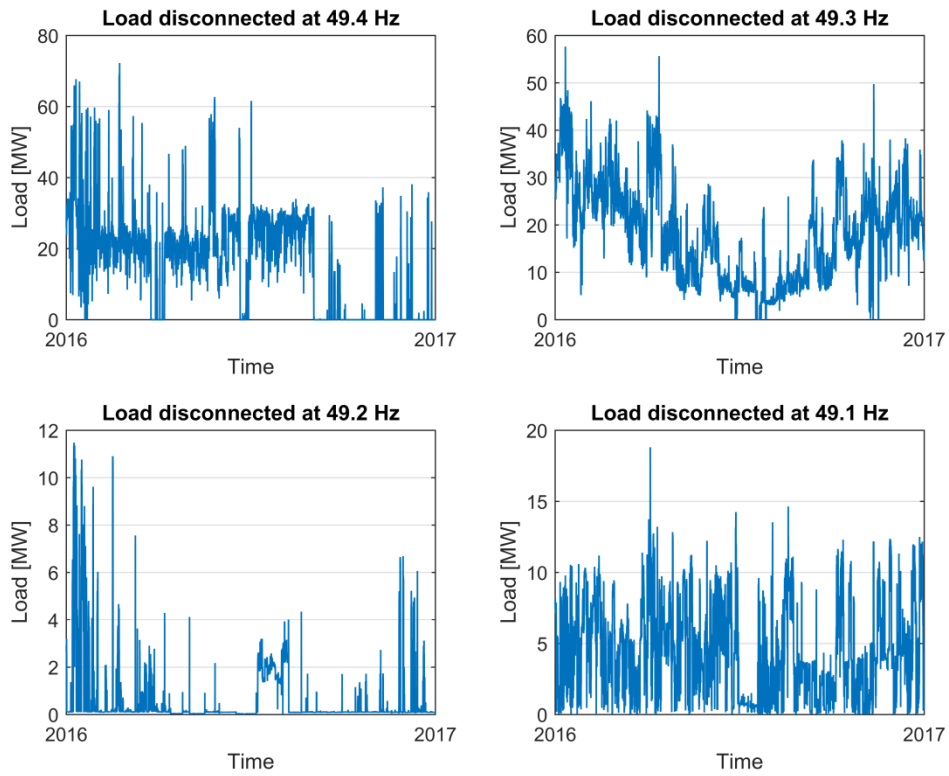 Load disconnected at 49.4 Hz
80
60
40
20
0
Load [MW]
2016
2017
Time
Load disconnected at 49.3 Hz
60
50
40
30
20
10
0
Load [MW]
2016
2017
Time
Load disconnected at 49.2 Hz
12
10
8
6
4
2
0
Load [MW]
2016
2017
Time
Load disconnected at 49.1 Hz
20
15
10
5
0
Load [MW]
2016
2017
Time